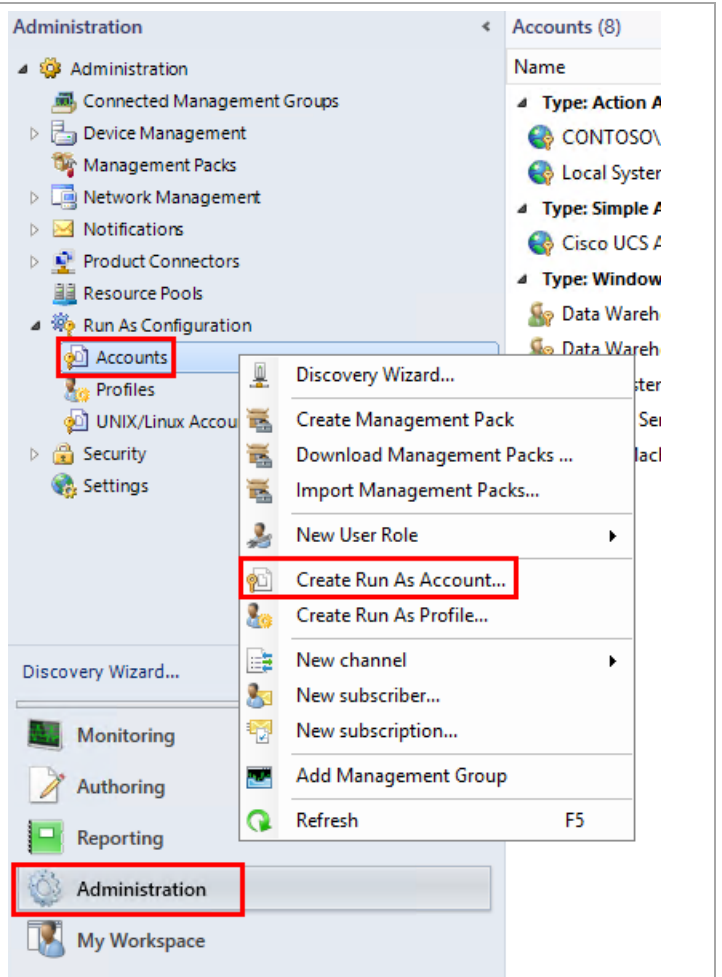 Administration
Administration
Connected Management Groups
Device Management
Management Packs
Network Management
Notifications
Product Connectors
Resource Pools
Run As Configuration
Accounts
Profiles
UNIX/Linux Accou
Security
Settings
Discovery Wizard...
Monitoring
Authoring
Reporting
Administration
My Workspace
Accounts (8)
Name
Type: Action A
CONTOSO\
Local Syster
Type: Simple A
Cisco UCS A
Type: Window
Data Wareh
Data Wareh
ster
Ser
Discovery Wizard...
Create Management Pack
Download Management Packs ...
Import Management Packs...
New User Role
Create Run As Account...
Create Run As Profile...
New channel
New subscriber...
New subscription...
Add Management Group
Refresh F5